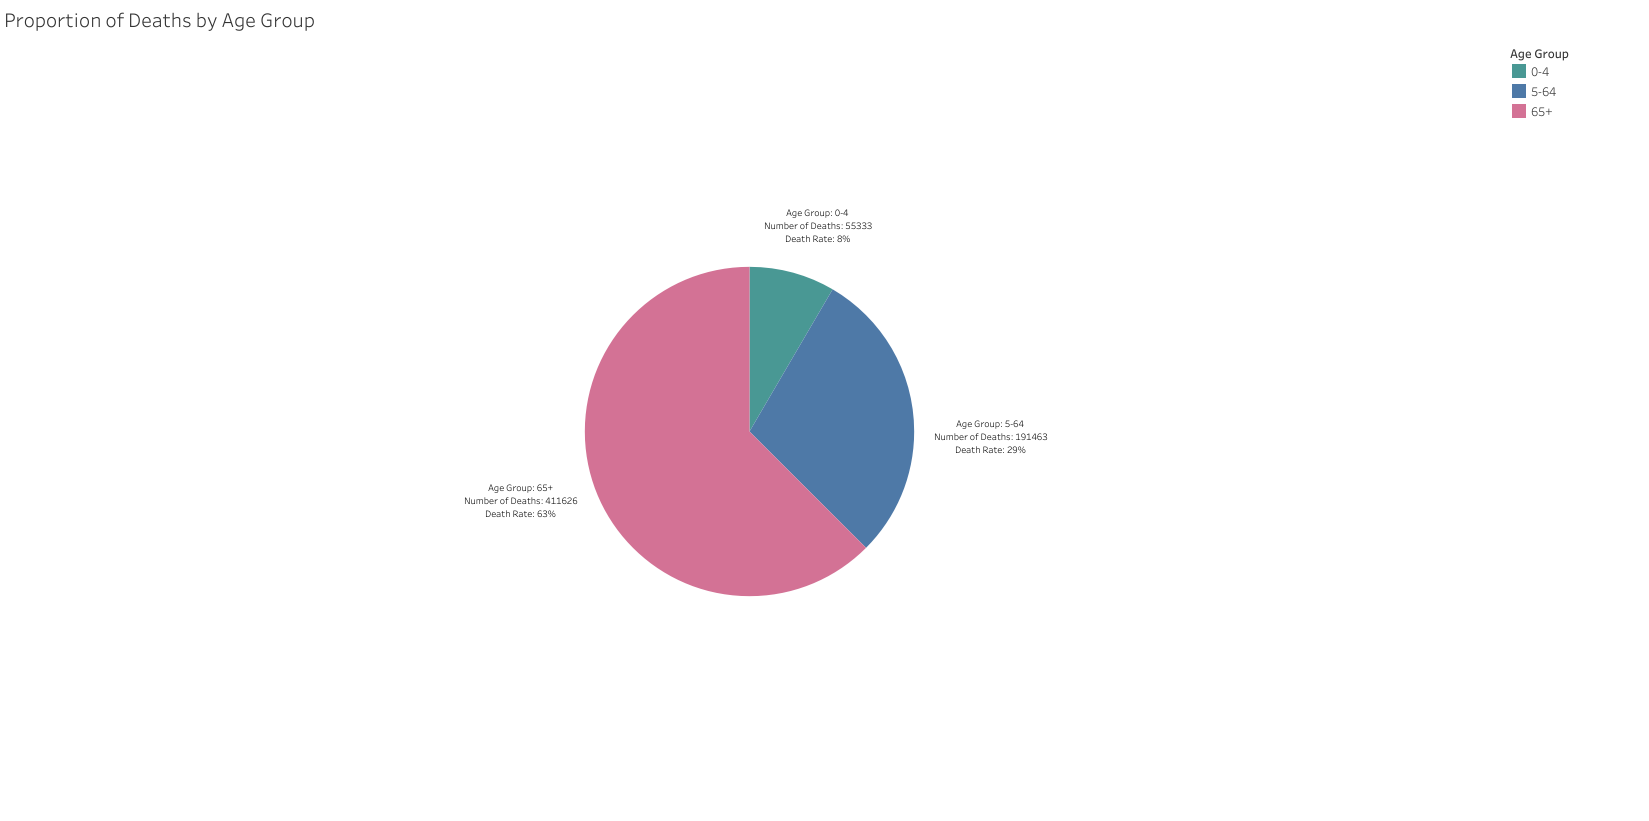 Proportion of Deaths by Age Group
Age Group
0-4
5-64
65+
Age Group: 0-4
Number of Deaths: 55333
Death Rate: 8%
Age Group: 5-64
Number of Deaths: 191463
Death Rate: 29%
Age Group: 65+
Number of Deaths: 411626
Death Rate: 63%